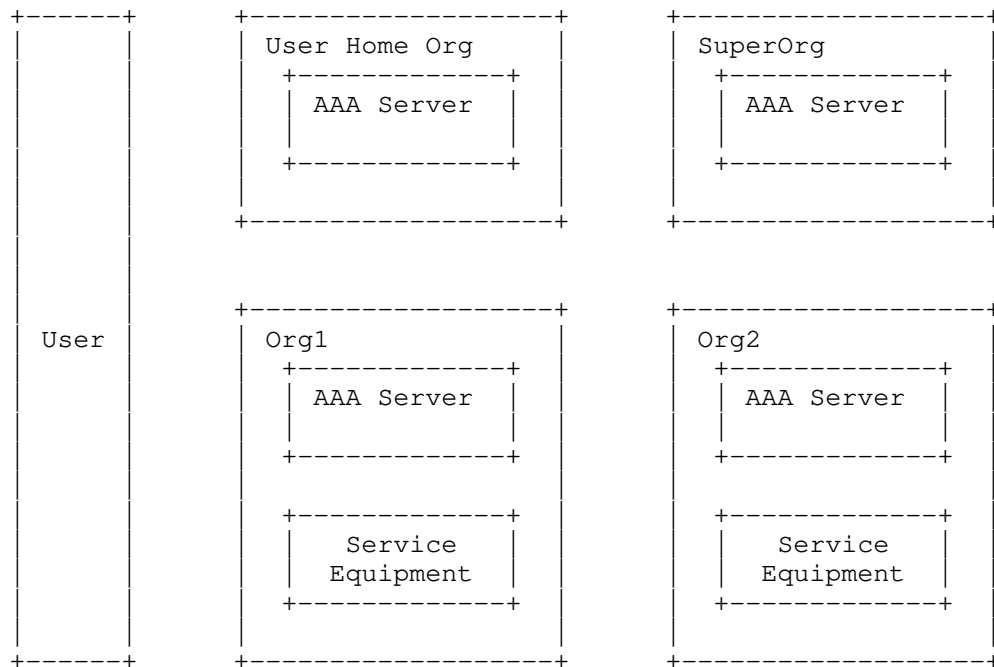 User Home Org
SuperOrg
AAA Server
AAA Server
User
Org1
Org2
AAA Server
AAA Server
Service
Equipment
Service
Equipment